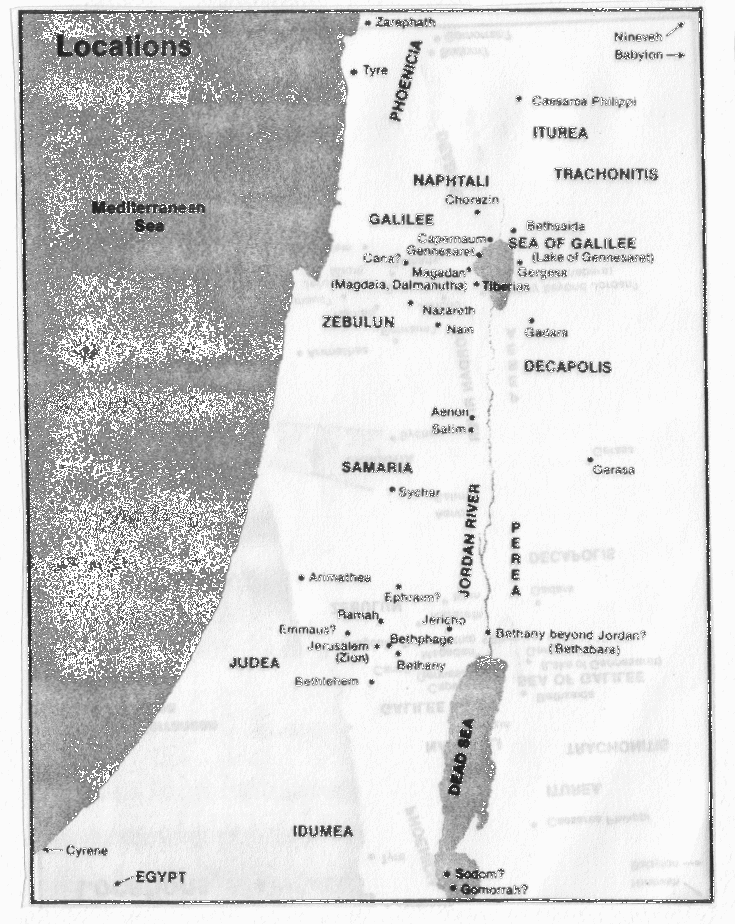 Locations
Zarephath
Nineveh
Babylon
Tyre
PHOENICIA
Caesarea Philippi
ITUREA
TRACHONITIS
NAPHTALI
Chorazin
Mediterranean
Sea
GALILEE
Bethsaida
Capernaum
SEA OF GALILEE
(Lake of Gennesaret)
Gennesaret
Cana?
Gergesa
Magadan
(Magdala, Dalmanutha)
Tiberias
Nazareth
ZEBULUN
Nain
Gadara
DECAPOLIS
Aenon
Salim
SAMARIA
Gerasa
Sychar
JORDAN RIVER
PEREA
Arimathea
Ephraim?
Ramah
Jericho
Emmaus?
Bethany beyond Jordan?
(Bethabara)
Bethphage
Jerusalem
(Zion)
JUDEA
Bethany
Bethlehem
DEAD SEA
IDUMEA
Cyrene
EGYPT
Sodom?
Gomorrah?